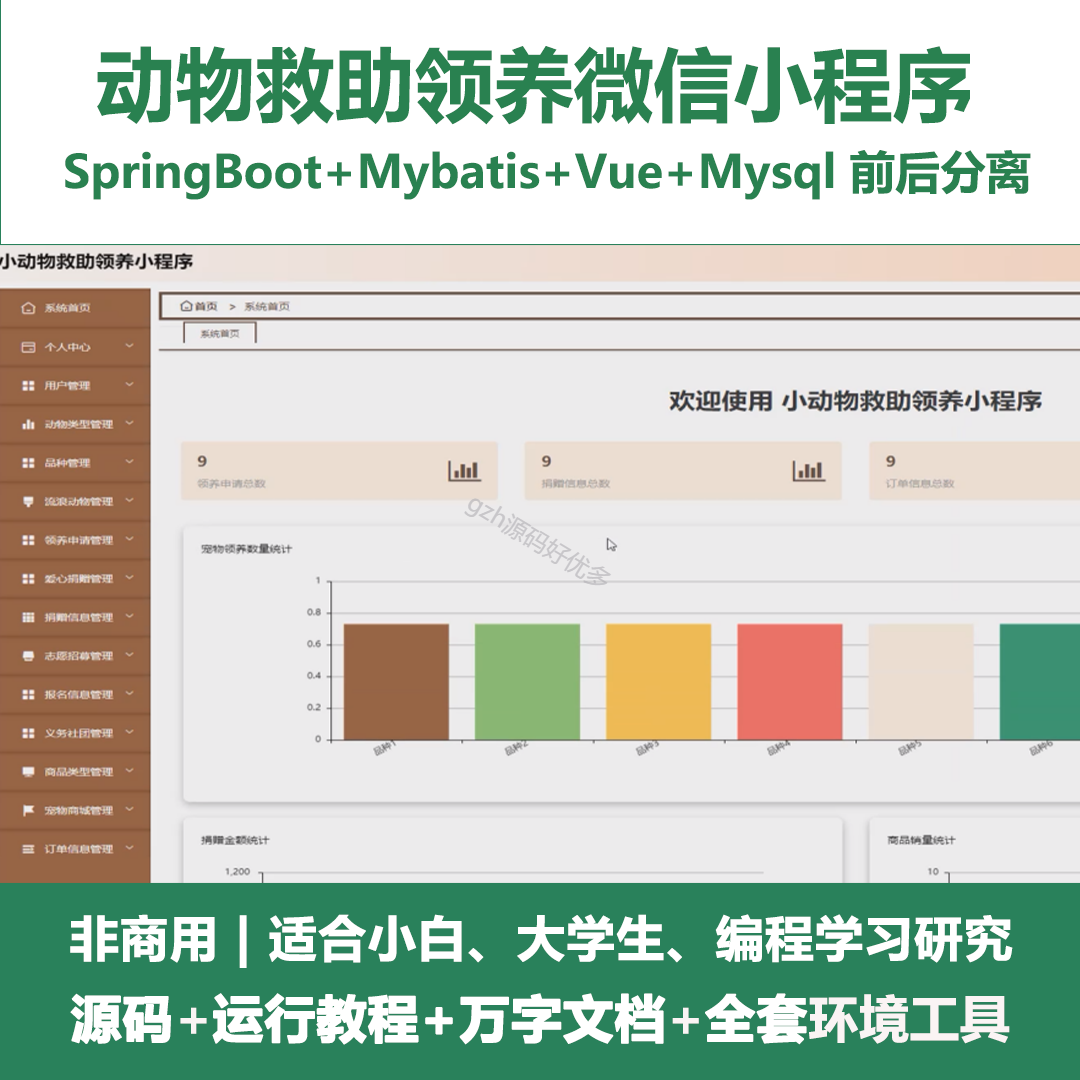 动物救助领养微信小程序
SpringBoot+Mybatis+Vue+Mysql 前后分离
小动物救助领养小程序
系统首页
个人中心
用户管理
动物类型管理
品种管理
流浪动物管理
领养申请管理
爱心捐赠管理
捐赠信息管理
志愿招募管理
报名信息管理
义务社团管理
商品类型管理
宠物商城管理
订单信息管理
首页 > 系统首页
系统首页
欢迎使用 小动物救助领养小程序
9
领养申请总数
9
捐赠信息总数
9
订单信息总数
gzh源码好优多
宠物领养数量统计
1
0.8
0.6
0.4
0.2
0
品种1
品种2
品种3
品种4
品种5
品种6
捐赠金额统计
1,200
商品销量统计
10
非商用 | 适合小白、大学生、编程学习研究
源码+运行教程+万字文档+全套环境工具